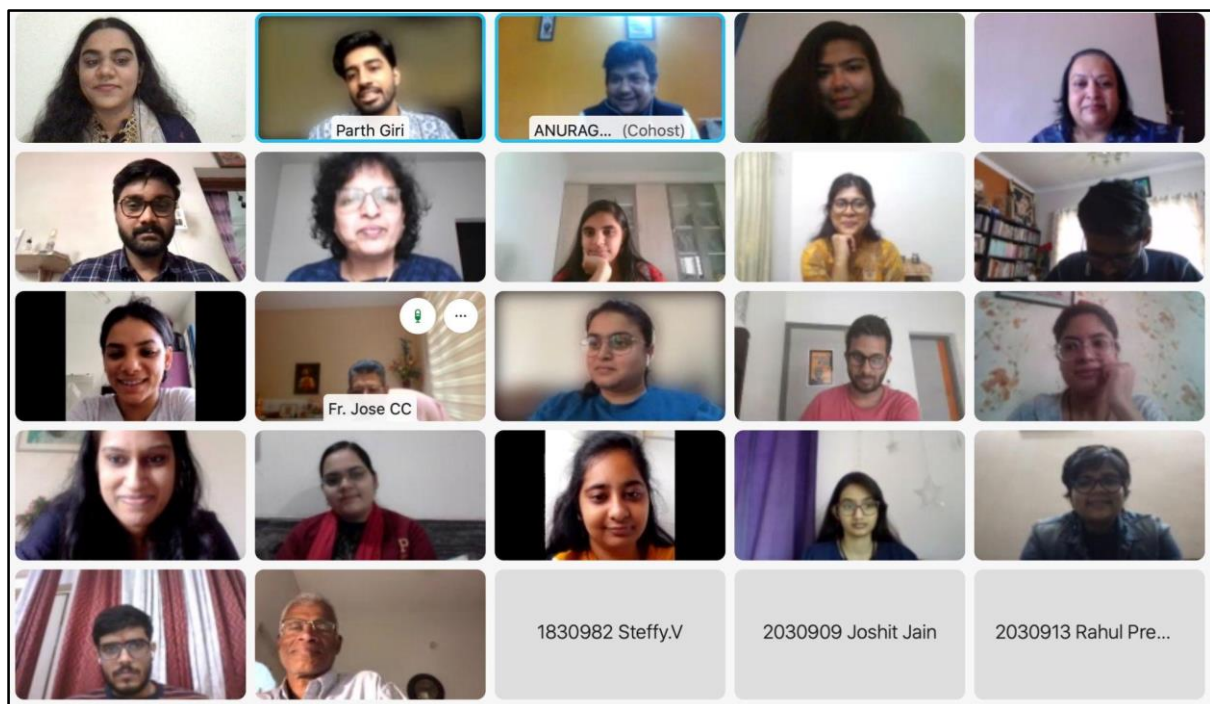 Parth Giri
ANURAG... (Cohost)
Fr. Jose CC
1830982 Steffy.V
2030909 Joshit Jain
2030913 Rahul Pre...